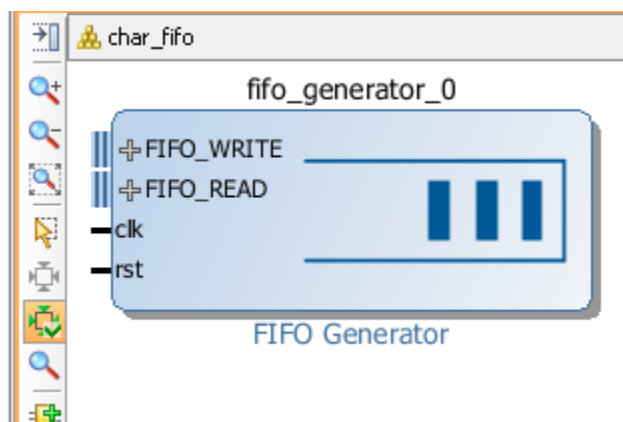 char_fifo
fifo_generator_0
FIFO_WRITE
FIFO_READ
clk
rst
FIFO Generator